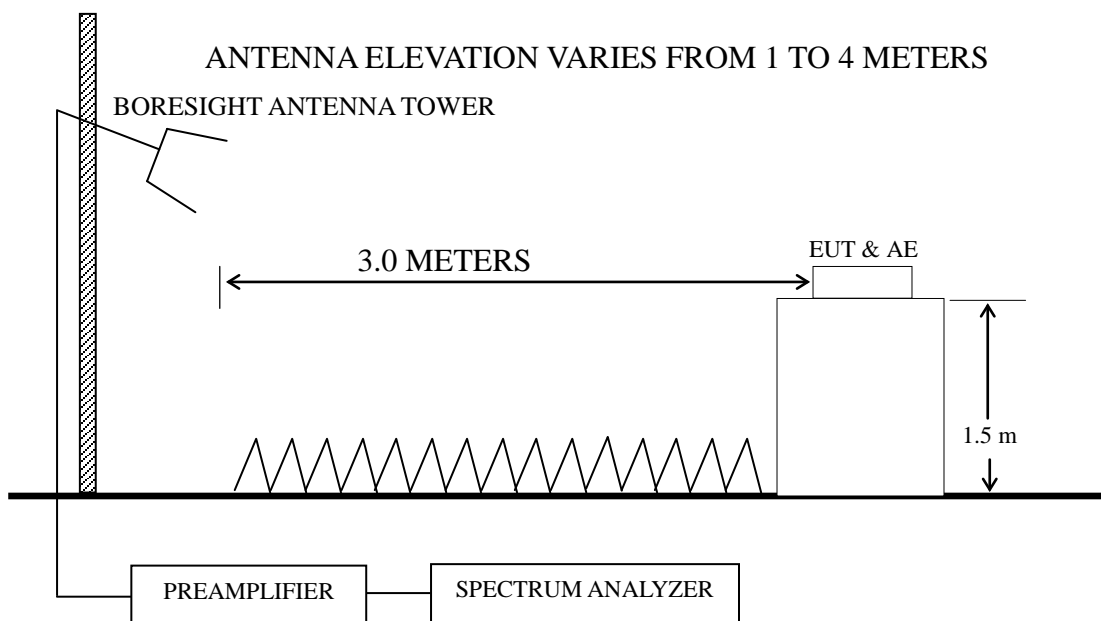 ANTENNA ELEVATION VARIES FROM 1 TO 4 METERS
BORESIGHT ANTENNA TOWER
EUT & AE
3.0 METERS
1.5 m
PREAMPLIFIER
SPECTRUM ANALYZER